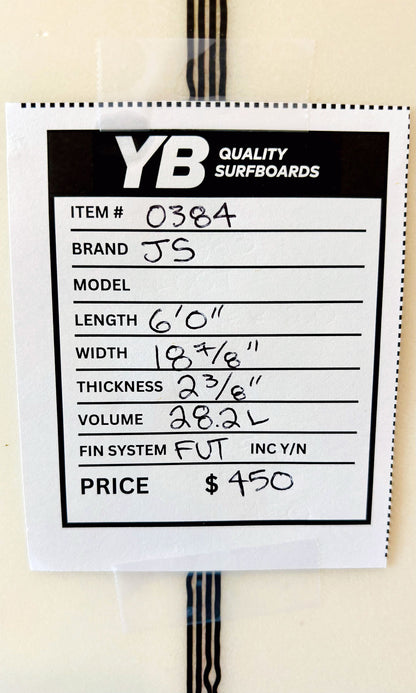 YB QUALITY SURFBOARDS
ITEM # 0384
BRAND JS
MODEL
LENGTH 6'0"
WIDTH 18 7/8"
THICKNESS 2 3/8"
VOLUME 28.2 L
FIN SYSTEM FUT INC Y/N
PRICE $ 450